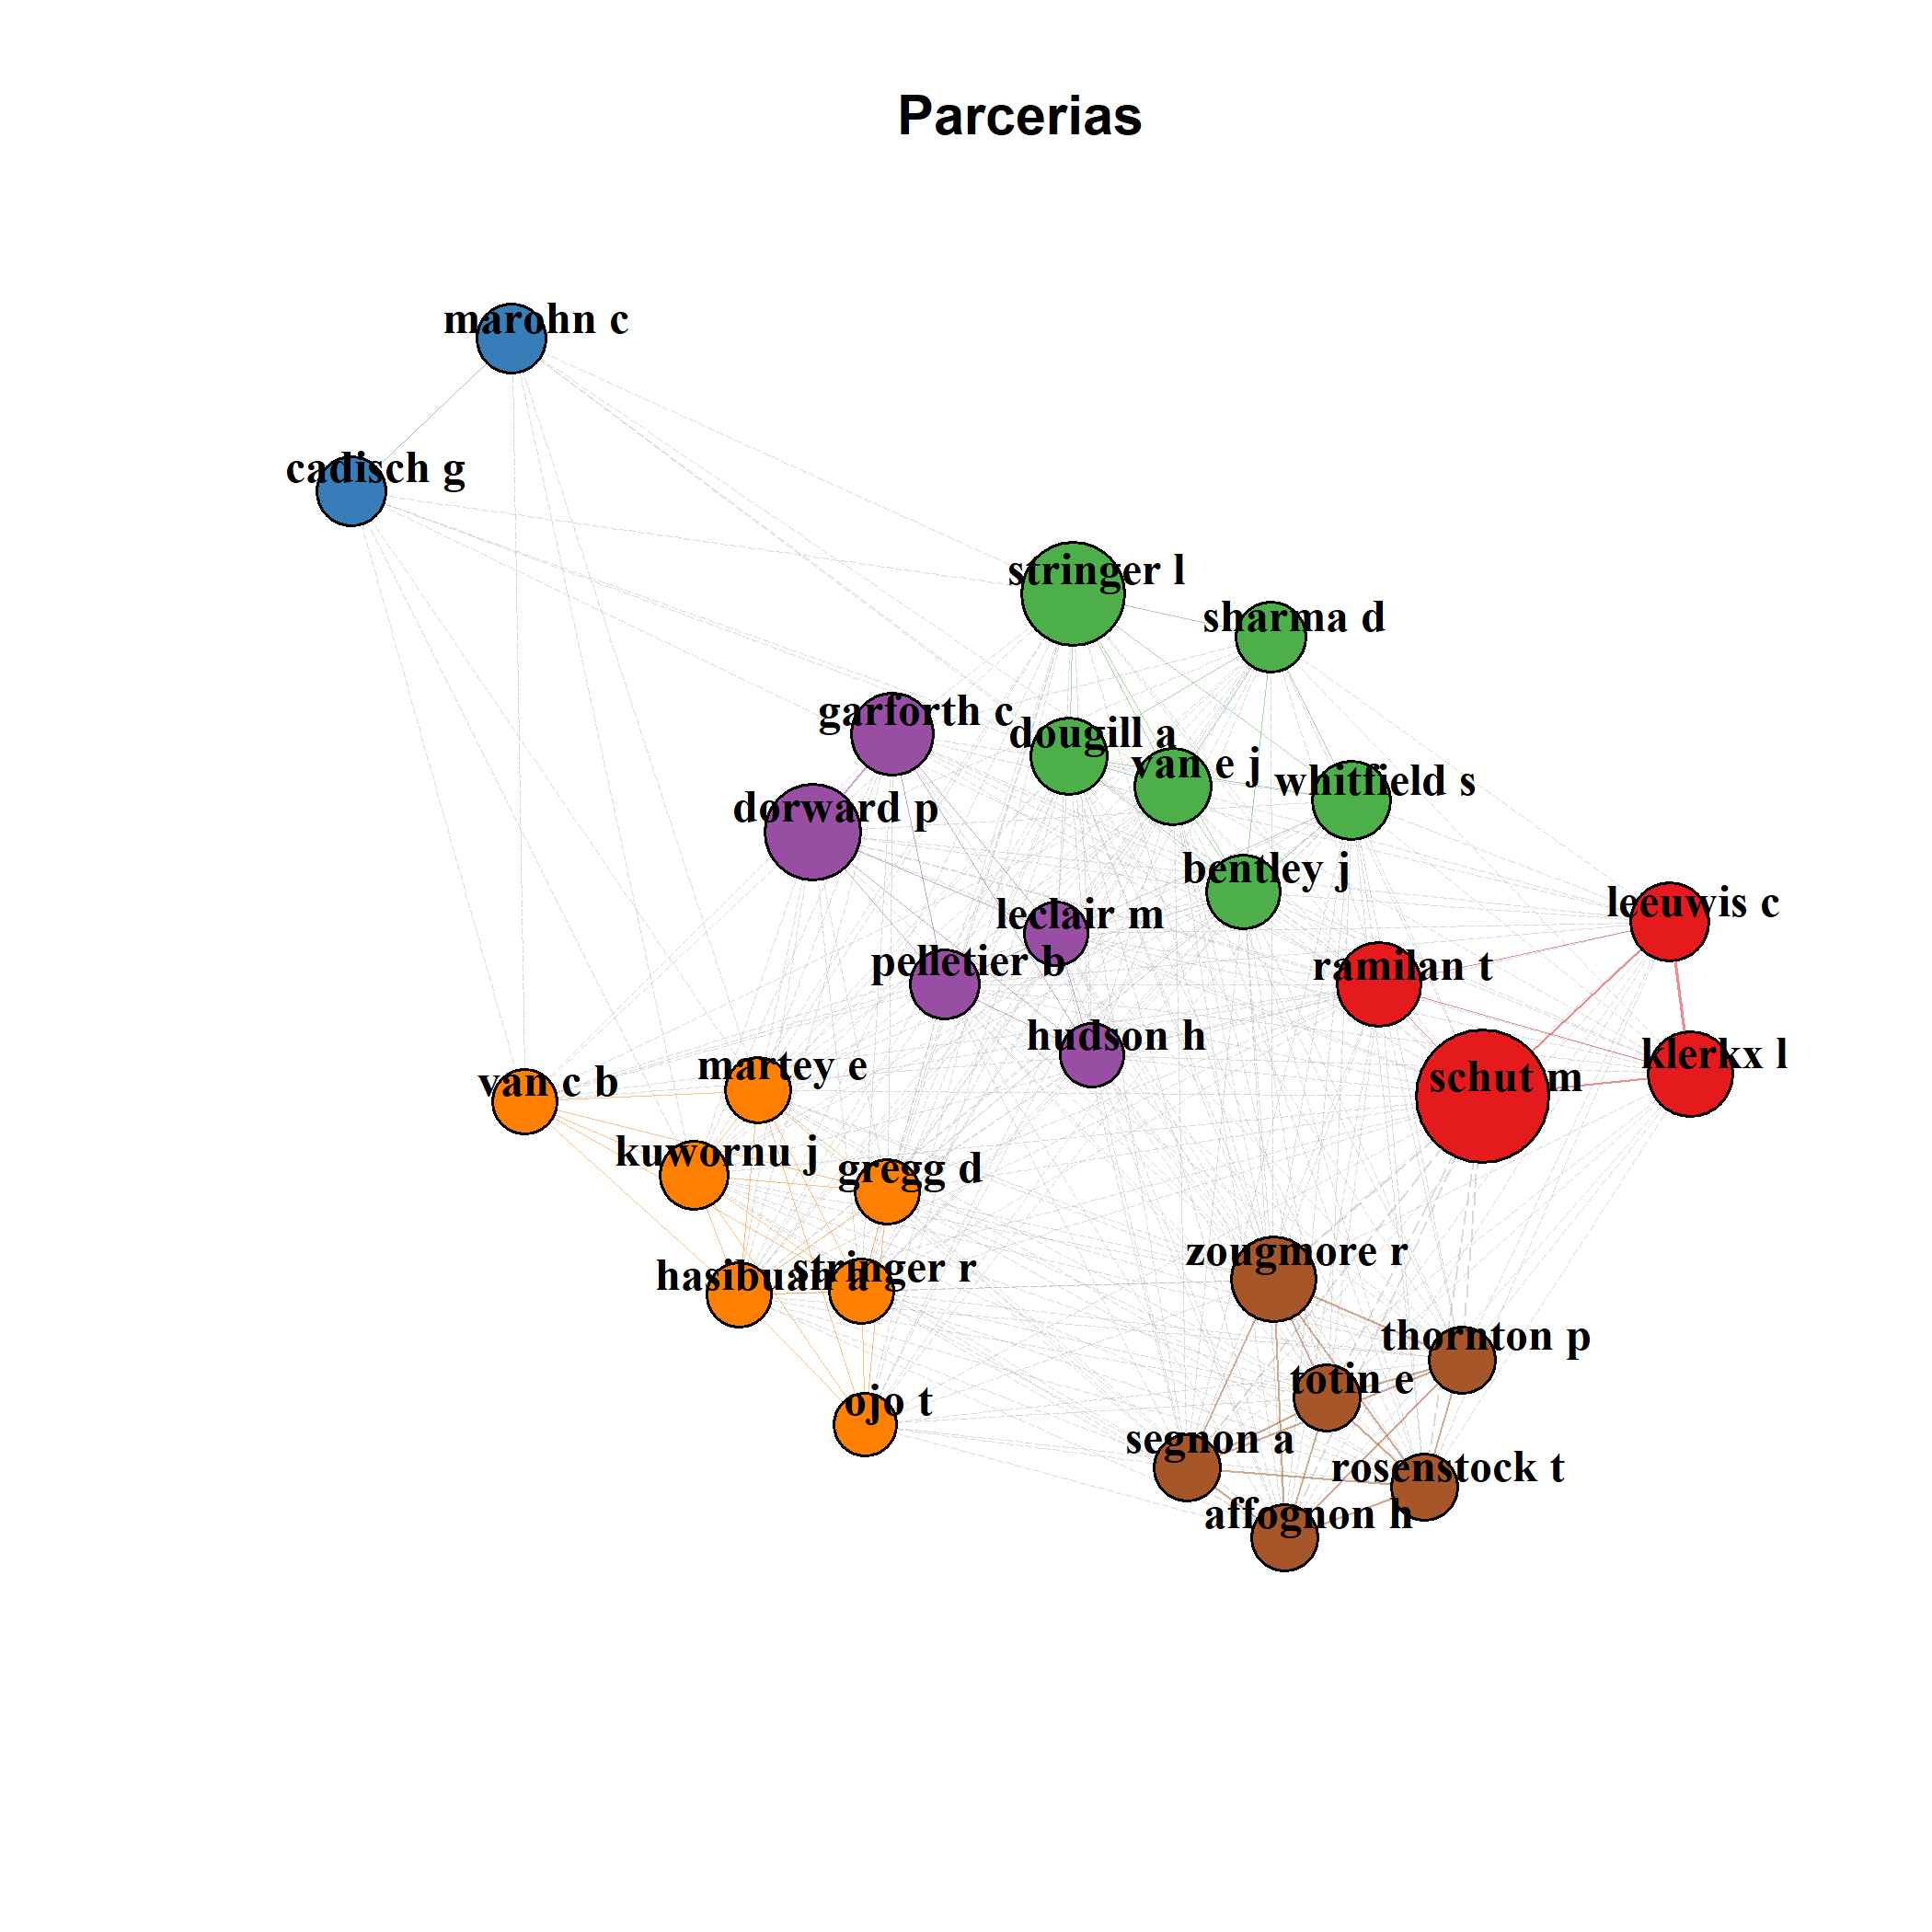 Parcerias
marohn c
cadisch g
stringer l
sharma d
garforth c
dougill a
van e j
whitfield s
dorward p
bentley j
leeuwis c
leclair m
pelletier b
ramilan t
hudson h
klerkx l
martey e
schut m
van c b
kuwornu j
gregg d
zougmore r
stringer r
hasibuan a
thornton p
totin e
ojo t
segnon a
rosenstock t
affognon h